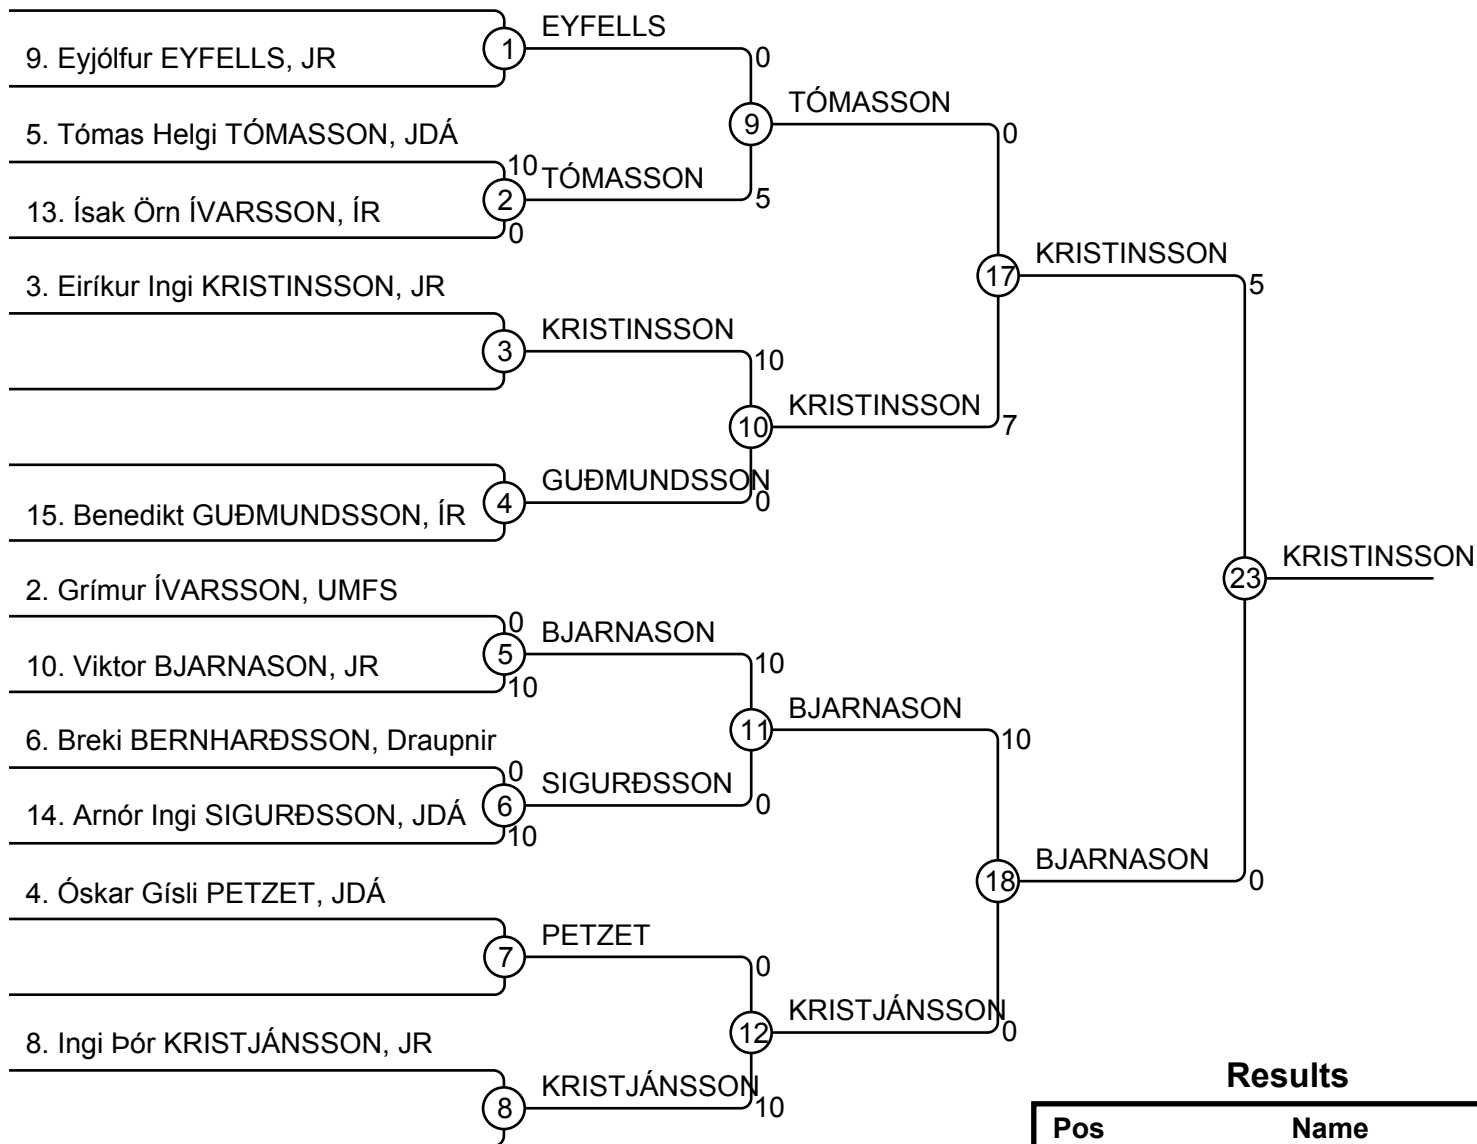 EYFELLS
9. Eyjólfur EYFELLS, JR
1
0
TÓMASSON
5. Tómas Helgi TÓMASSON, JDÁ
9
0
10
TÓMASSON
2
5
13. Ísak Örn ÍVARSSON, ÍR
0
KRISTINSSON
17
3. Eiríkur Ingi KRISTINSSON, JR
5
KRISTINSSON
3
10
KRISTINSSON
10
7
GUÐMUNDSSON
4
0
15. Benedikt GUÐMUNDSSON, ÍR
KRISTINSSON
23
2. Grímur ÍVARSSON, UMFS
0
BJARNASON
5
10
10. Viktor BJARNASON, JR
10
BJARNASON
11
10
6. Breki BERNHARÐSSON, Draupnir
0
SIGURÐSSON
6
0
14. Arnór Ingi SIGURÐSSON, JDÁ
10
BJARNASON
18
0
4. Óskar Gísli PETZET, JDÁ
PETZET
7
0
KRISTJÁNSSON
12
0
8. Ingi Þór KRISTJÁNSSON, JR
KRISTJÁNSSON
8
10
Results
Pos Name